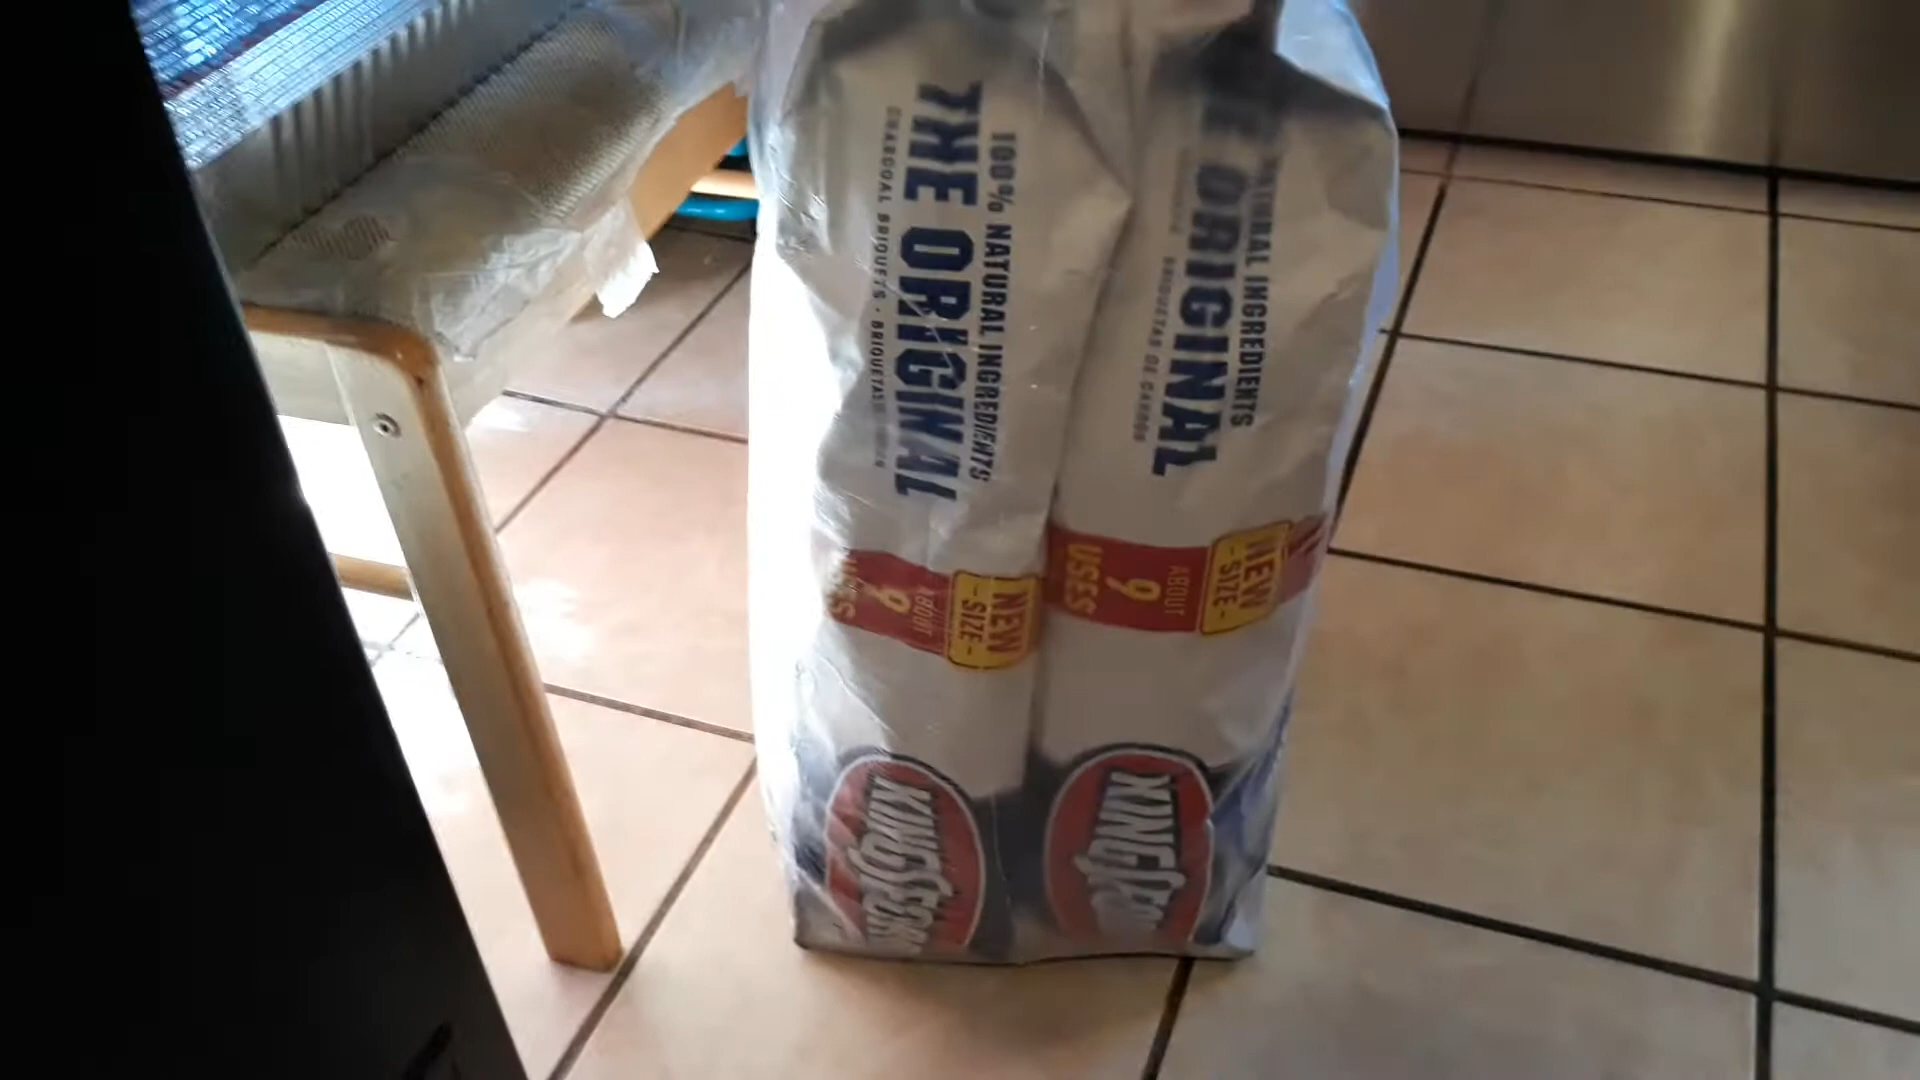 100% NATURAL INGREDIENTS
THE ORIGINAL
CHARCOAL BRIQUETS · BRIQUETAS
NEW
- SIZE -
ABOUT
9
USES
KINGSFORD
NATURAL INGREDIENTS
THE ORIGINAL
BRIQUETAS DE CARBÓN
NEW
- SIZE -
ABOUT
9
USES
KINGSFORD